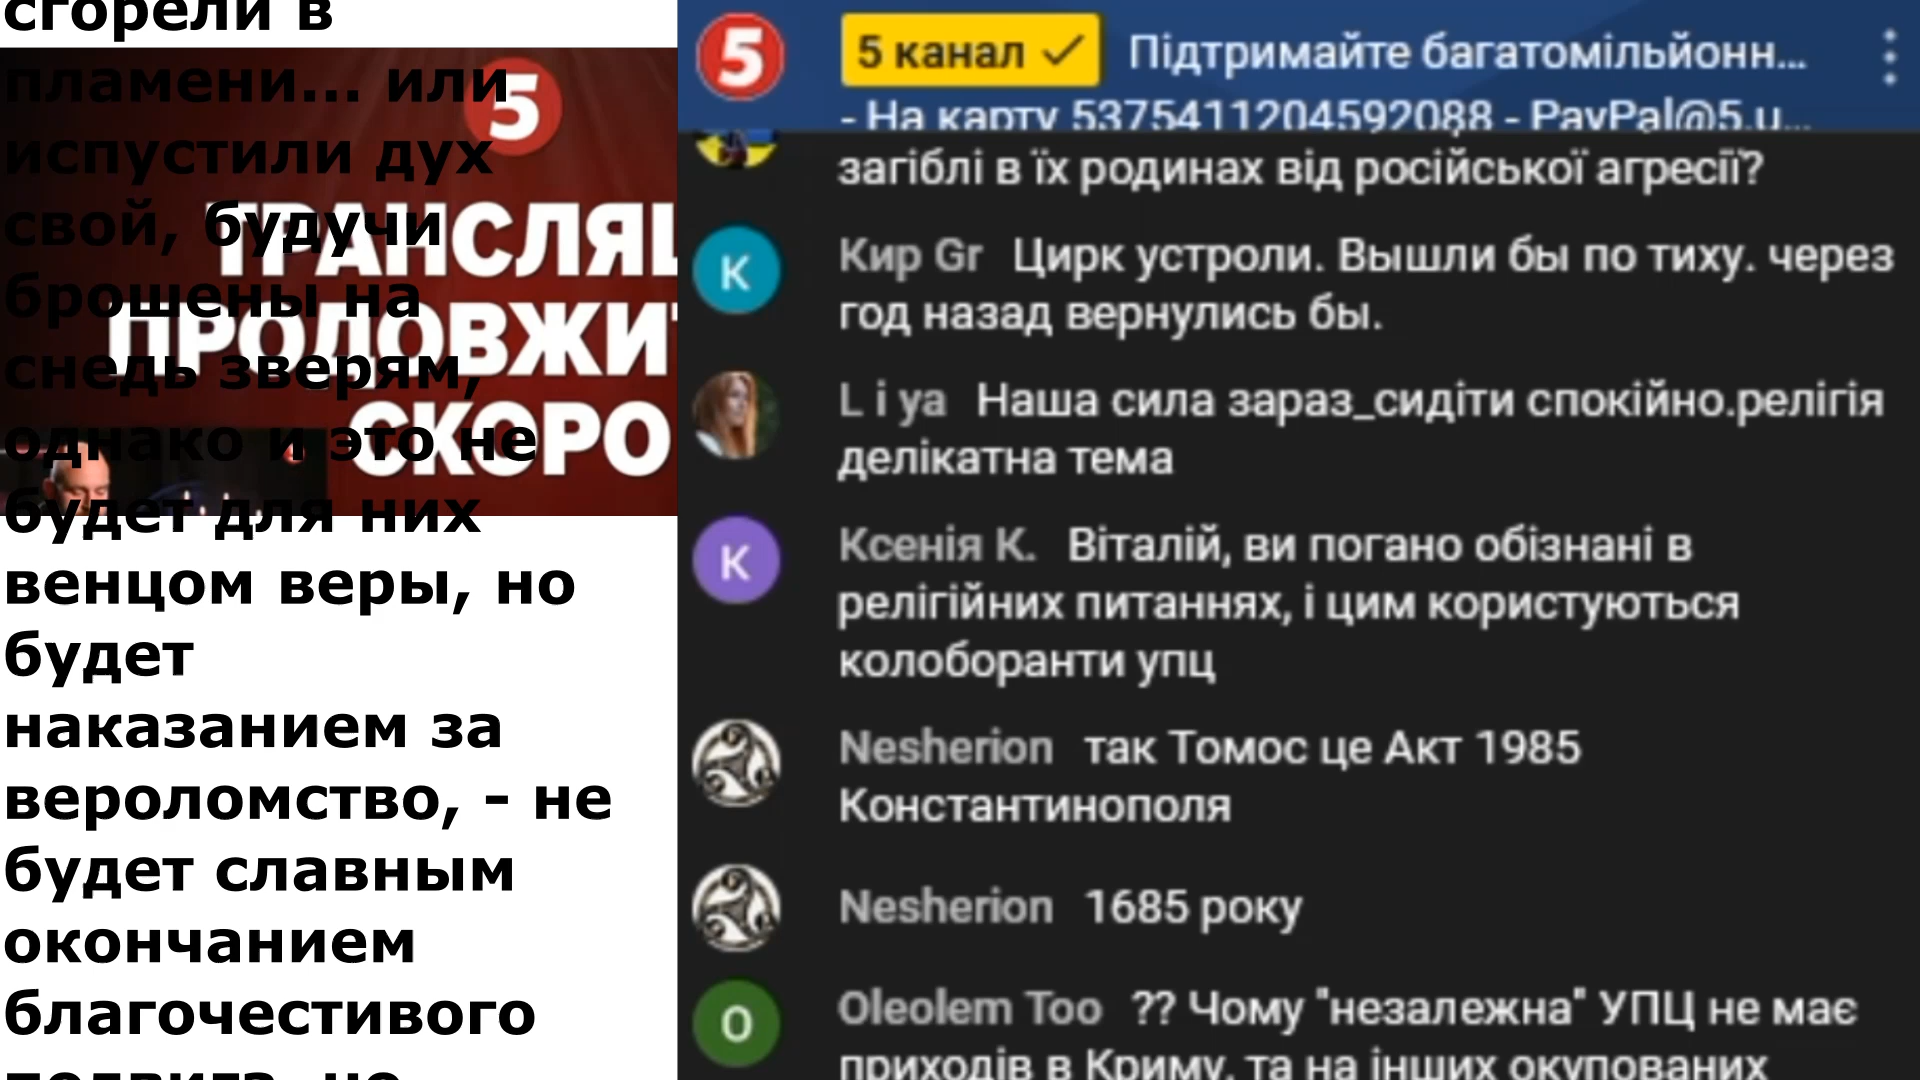 сгорели в
пламени... или
испустили дух
свой, будучи
брошены на
снедь зверям,
однако и это не
будет для них
венцом веры, но
будет
наказанием за
вероломство, - не
будет славным
окончанием
благочестивого
5
ТРАНСЛЯЦ
ПРОДОВЖИТ
СКОРО
5
5 канал Підтримайте багатомільйонн...
- На карту 5375411204592088 - PayPal@5.u...
загіблі в їх родинах від російської агресії?
К
Кир Gr Цирк устроли. Вышли бы по тиху. через
год назад вернулись бы.
L i ya Наша сила зараз_сидіти спокійно.релігія
делікатна тема
К
Ксенія К. Віталій, ви погано обізнані в
релігійних питаннях, і цим користуються
колоборанти упц
Nesherion так Томос це Акт 1985
Константинополя
Nesherion 1685 року
O
Oleolem Too ?? Чому "незалежна" УПЦ не має
приходів в Криму, та на інших окупованих